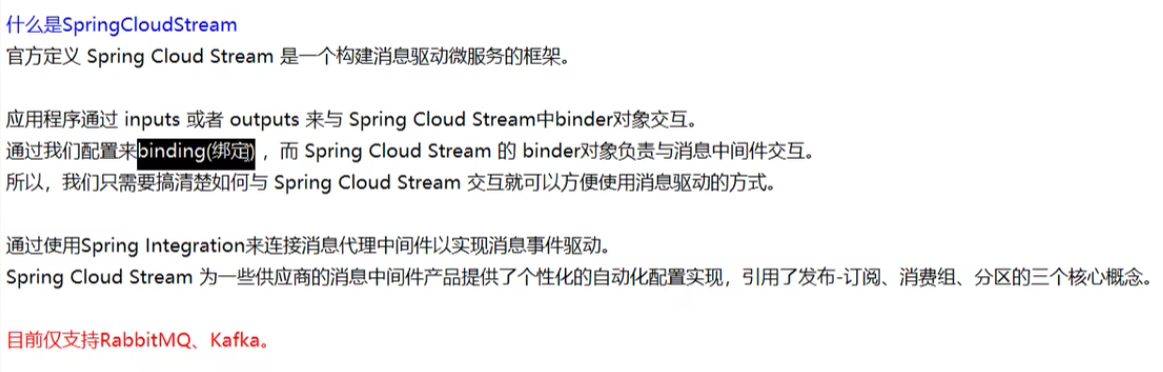 什么是SpringCloudStream
官方定义 Spring Cloud Stream 是一个构建消息驱动微服务的框架。
应用程序通过 inputs 或者 outputs 来与 Spring Cloud Stream中binder对象交互。
通过我们配置来binding(绑定) ，而 Spring Cloud Stream 的 binder对象负责与消息中间件交互。
所以，我们只需要搞清楚如何与 Spring Cloud Stream 交互就可以方便使用消息驱动的方式。
通过使用Spring Integration来连接消息代理中间件以实现消息事件驱动。
Spring Cloud Stream 为一些供应商的消息中间件产品提供了个性化的自动化配置实现，引用了发布-订阅、消费组、分区的三个核心概念。
目前仅支持RabbitMQ、Kafka。